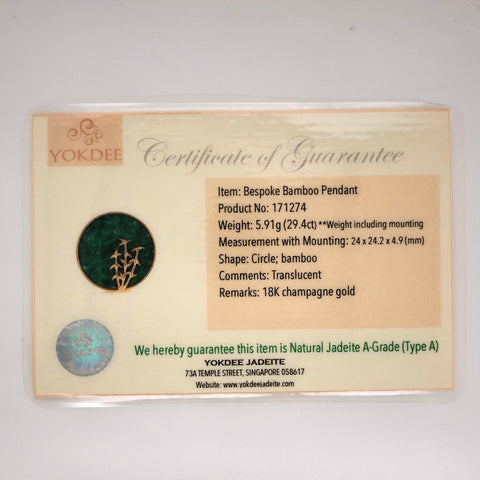 YOKDEE
Certificate of Guarantee
Item: Bespoke Bamboo Pendant
Product No: 171274
Weight: 5.91g (29.4ct) **Weight including mounting
Measurement with Mounting: 24 x 24.2 x 4.9 (mm)
Shape: Circle; bamboo
Comments: Translucent
Remarks: 18K champagne gold
We hereby guarantee this item is Natural Jadeite A-Grade (Type A)
YOKDEE JADEITE
73A TEMPLE STREET, SINGAPORE 058617
Website: www.yokdeejadeite.com